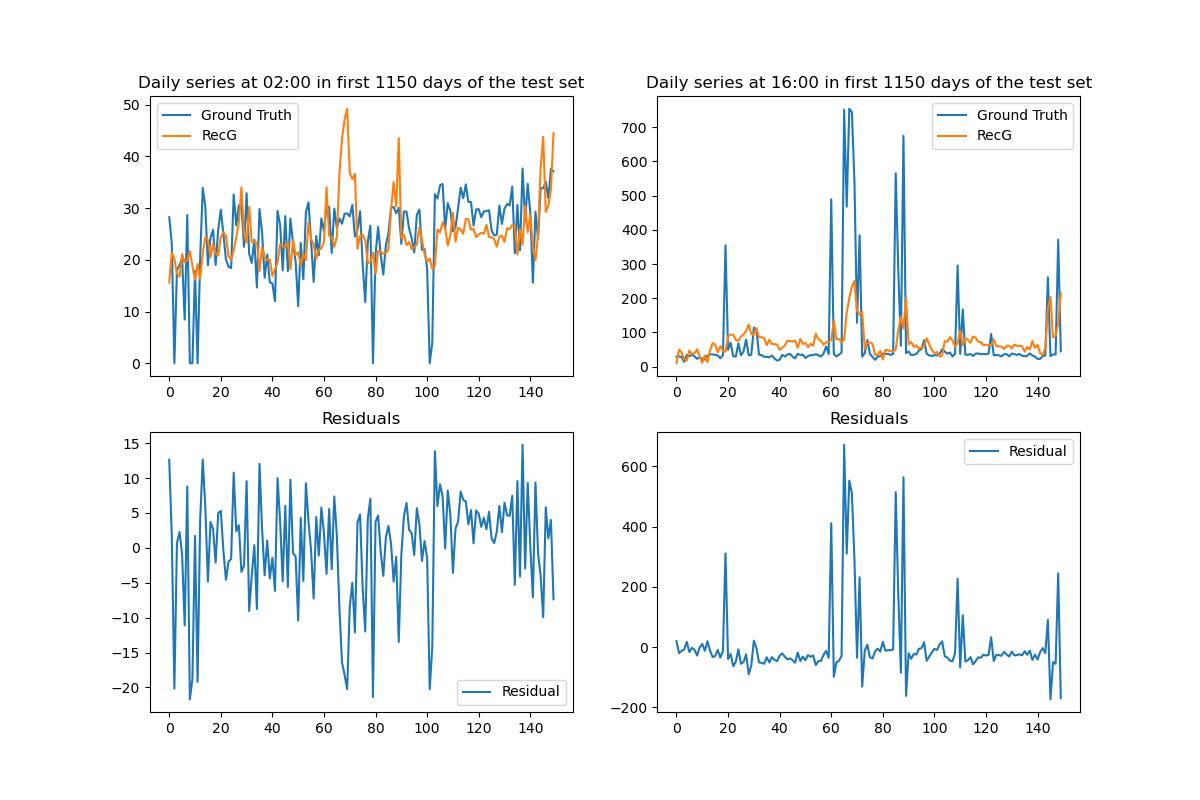 Daily series at 02:00 in first 1150 days of the test set
50
40
30
20
10
0
Ground Truth
RecG
0 20 40 60 80 100 120 140
Daily series at 16:00 in first 1150 days of the test set
700
600
500
400
300
200
100
0
Ground Truth
RecG
0 20 40 60 80 100 120 140
Residuals
15
10
5
0
−5
−10
−15
−20
Residual
0 20 40 60 80 100 120 140
Residuals
600
400
200
0
−200
Residual
0 20 40 60 80 100 120 140